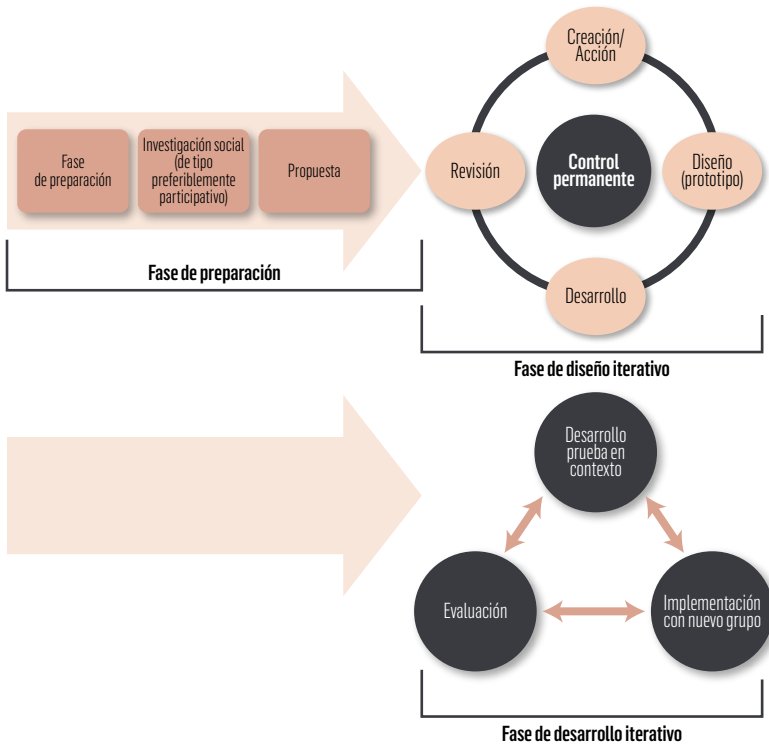 Creación/
Acción
Fase
de preparación
Investigación social
(de tipo
preferiblemente
participativo)
Propuesta
Revisión
Control
permanente
Diseño
(prototipo)
Desarrollo
Fase de preparación
Fase de diseño iterativo
Desarrollo
prueba en
contexto
Evaluación
Implementación
con nuevo grupo
Fase de desarrollo iterativo